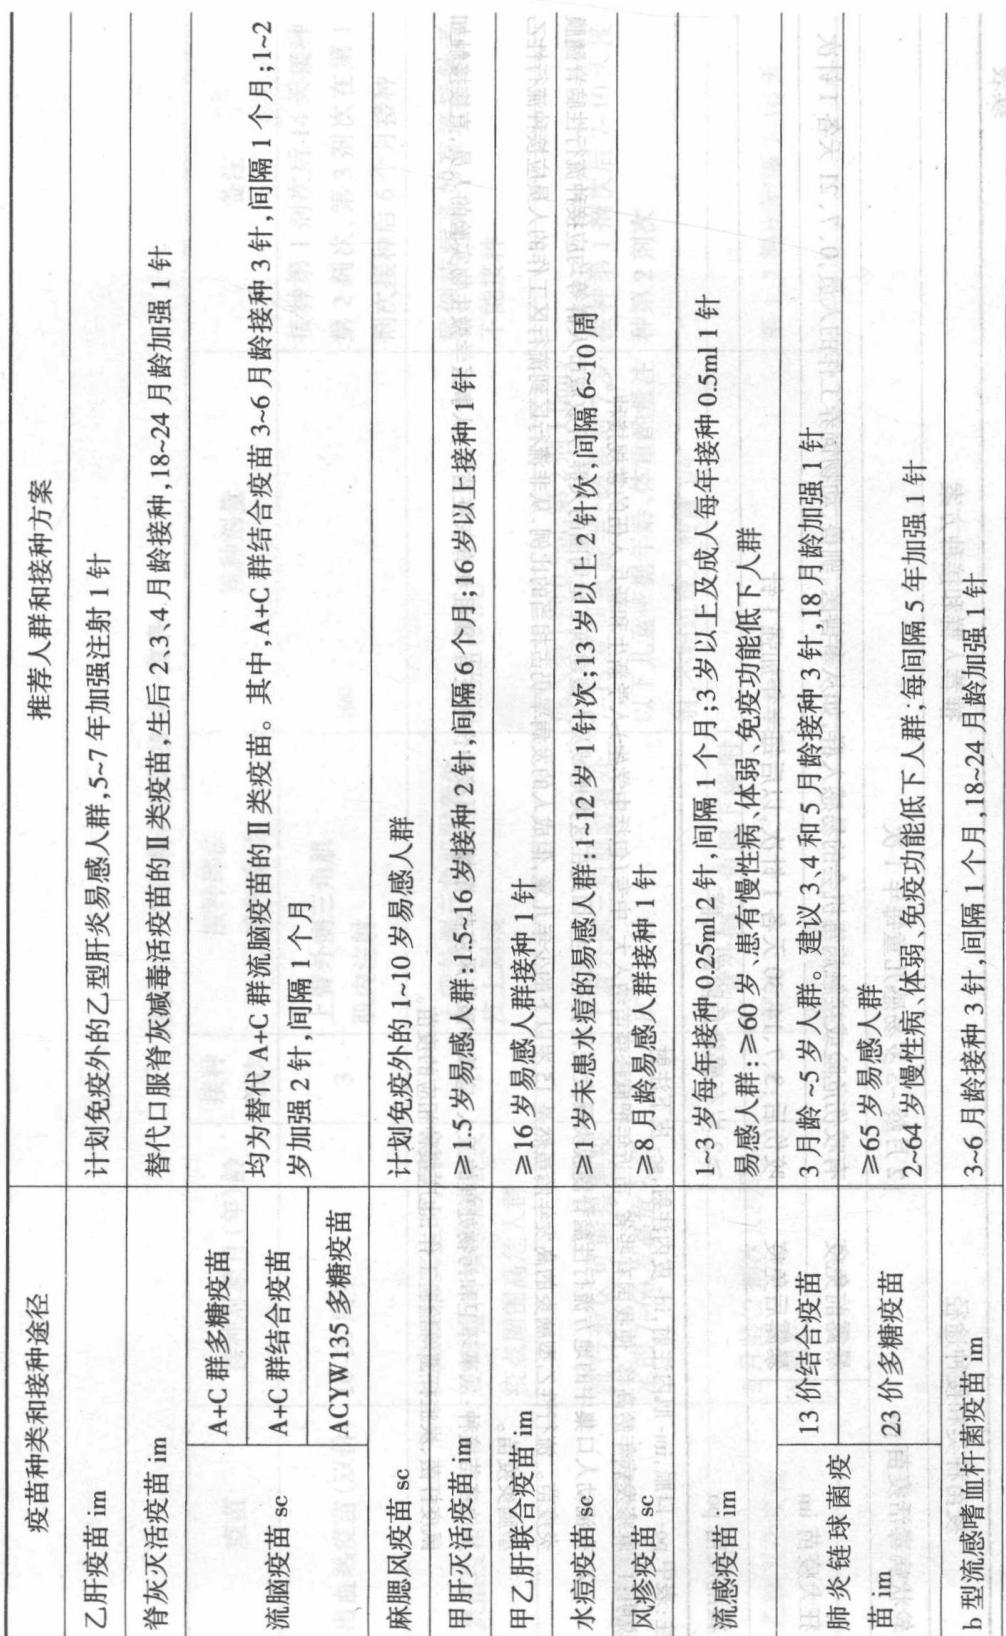 疫苗种类和接种途径 推荐人群和接种方案
乙肝疫苗 im 计划免疫外的乙型肝炎易感人群,5~7 年加强注射 1 针
脊灰灭活疫苗 im 替代口服脊灰减毒活疫苗的Ⅱ类疫苗,生后 2、3、4 月龄接种,18~24 月龄加强 1 针
流脑疫苗 sc
A+C 群多糖疫苗
A+C 群结合疫苗
ACYW135 多糖疫苗
均为替代 A+C 群流脑疫苗的Ⅱ类疫苗。其中,A+C 群结合疫苗 3~6 月龄接种 3 针,间隔 1 个月;1~2
岁加强 2 针,间隔 1 个月
麻腮风疫苗 sc 计划免疫外的 1~10 岁易感人群
甲肝灭活疫苗 im ≥1.5 岁易感人群:1.5~16 岁接种 2 针,间隔 6 个月;16 岁以上接种 1 针
甲乙肝联合疫苗 im ≥16 岁易感人群接种 1 针
水痘疫苗 sc ≥1 岁未患水痘的易感人群:1~12 岁 1 针次;13 岁以上 2 针次,间隔 6~10 周
风疹疫苗 sc ≥8 月龄易感人群接种 1 针
流感疫苗 im 1~3 岁每年接种 0.25ml 2 针,间隔 1 个月;3 岁以上及成人每年接种 0.5ml 1 针
易感人群:≥60 岁、患有慢性病、体弱、免疫功能低下人群
肺炎链球菌疫
苗 im
13 价结合疫苗 3 月龄 ~5 岁人群。建议 3、4 和 5 月龄接种 3 针,18 月龄加强 1 针
23 价多糖疫苗 ≥65 岁易感人群
2~64 岁慢性病、体弱、免疫功能低下人群,每间隔 5 年加强 1 针
b 型流感嗜血杆菌疫苗 im 3~6 月龄接种 3 针,间隔 1 个月,18~24 月龄加强 1 针